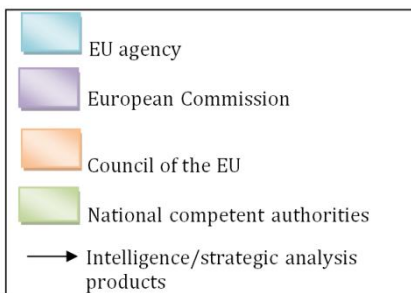 EU agency
European Commission
Council of the EU
National competent authorities
Intelligence/strategic analysis
products